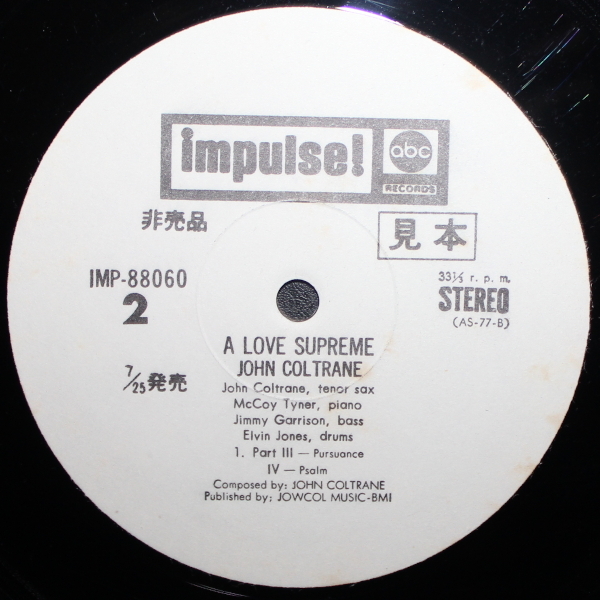 impulse!
abc
RECORDS
非売品
見本
IMP-88060
2
33⅓ r. p. m.
STEREO
(AS-77-B)
7/25発売
A LOVE SUPREME
JOHN COLTRANE
John Coltrane, tenor sax
McCoy Tyner, piano
Jimmy Garrison, bass
Elvin Jones, drums
1. Part III — Pursuance
IV — Psalm
Composed by: JOHN COLTRANE
Published by; JOWCOL MUSIC-BMI